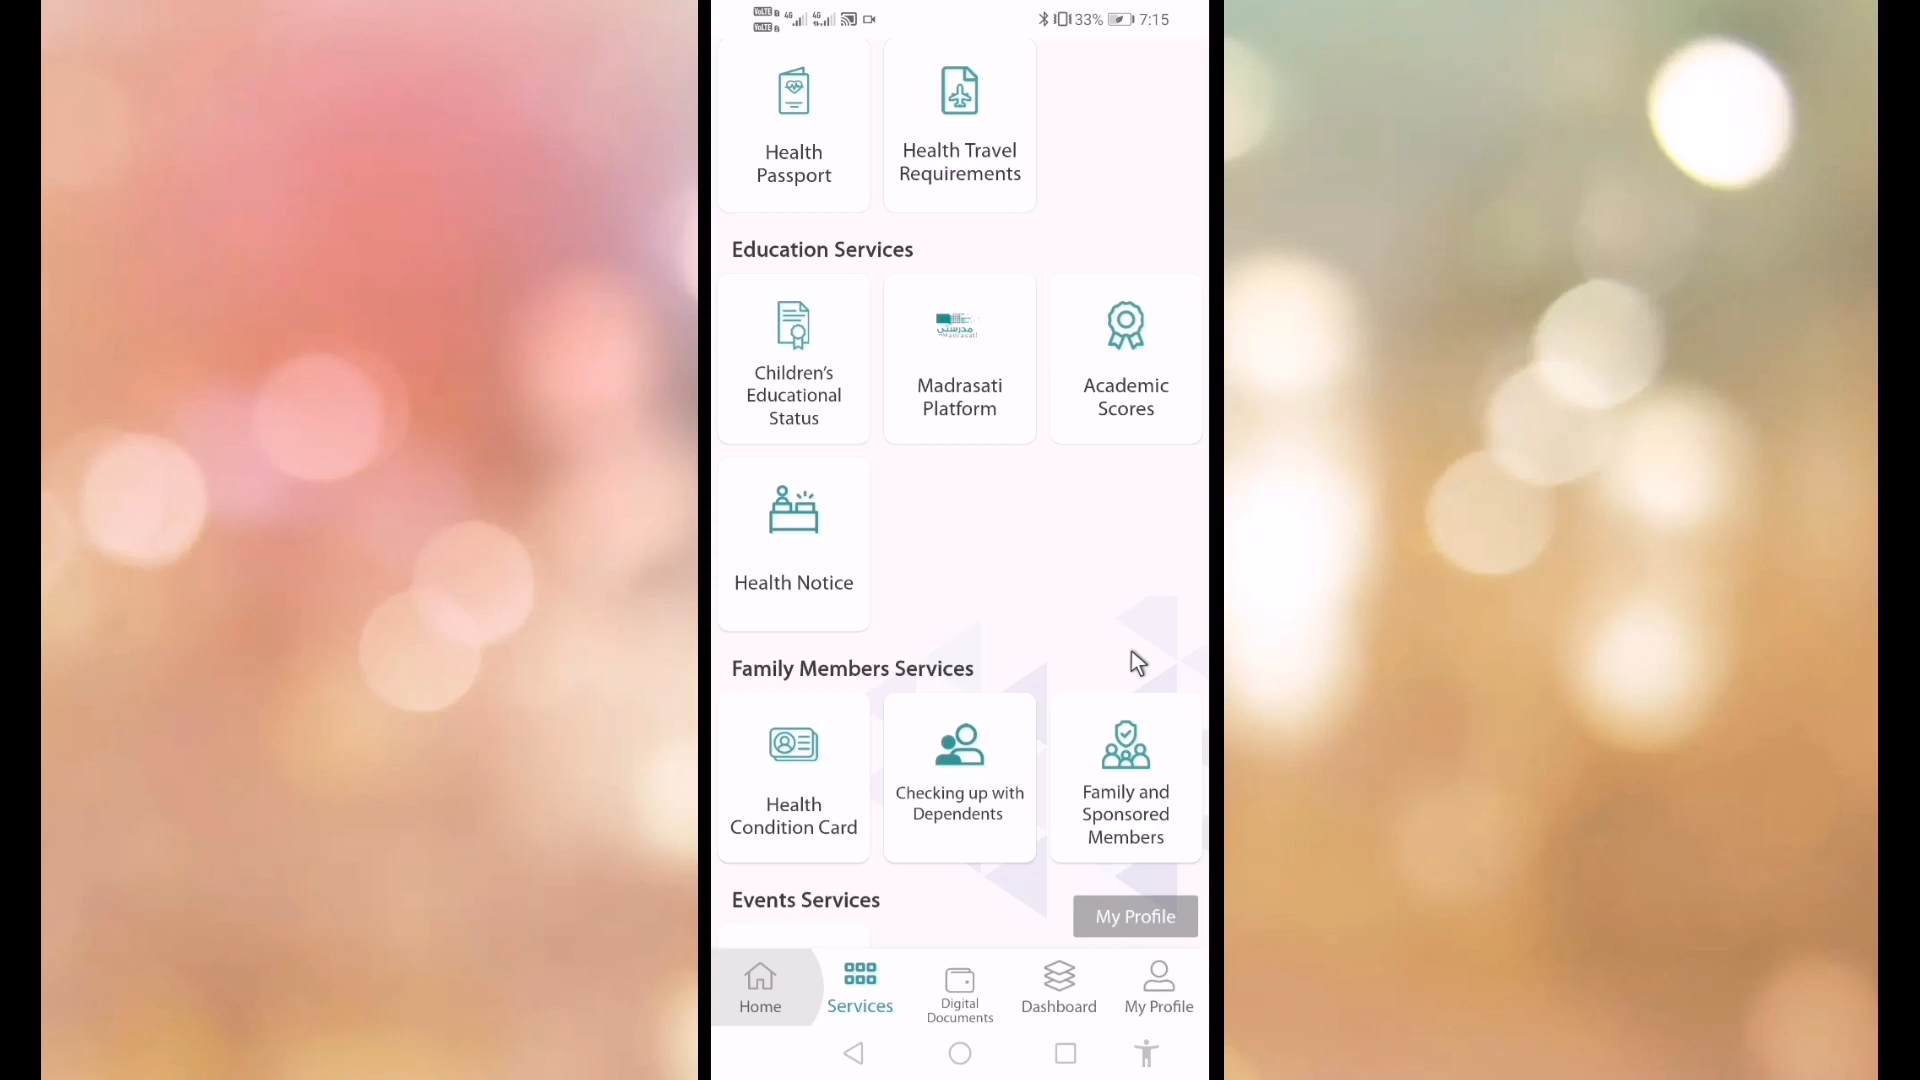 33% 7:15
Health
Passport
Health Travel
Requirements
Education Services
Children's
Educational
Status
مدرستي
Madrasati
Platform
Academic
Scores
Health Notice
Family Members Services
Health
Condition Card
Checking up with
Dependents
Family and
Sponsored
Members
Events Services
My Profile
Home
Services
Digital
Documents
Dashboard
My Profile